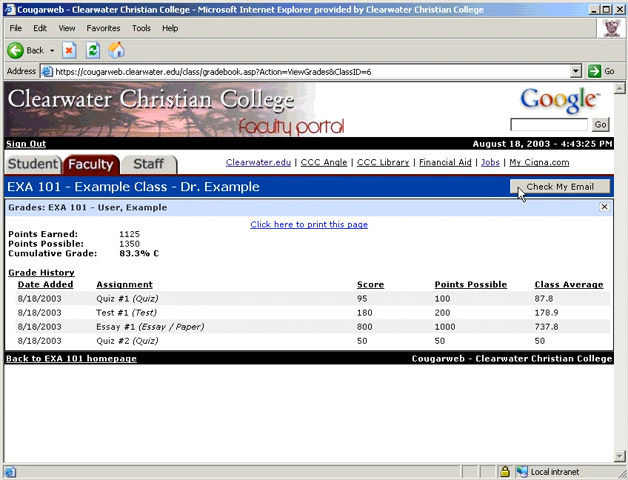 Cougarweb - Clearwater Christian College - Microsoft Internet Explorer provided by Clearwater Christian College
File Edit View Favorites Tools Help
Back
Address https://cougarweb.clearwater.edu/class/gradebook.asp?Action=ViewGrades&ClassID=6 Go
Clearwater Christian College
Faculty portal
Google
Go
Sign Out August 18, 2003 - 4:43:25 PM
Student Faculty Staff Clearwater.edu | CCC Angle | CCC Library | Financial Aid | Jobs | My Cigna.com
EXA 101 - Example Class - Dr. Example Check My Email
Grades: EXA 101 - User, Example
Click here to print this page
Points Earned: 1125
Points Possible: 1350
Cumulative Grade: 83.3% C
Grade History
Date Added Assignment Score Points Possible Class Average
8/18/2003 Quiz #1 (Quiz) 95 100 87.8
8/18/2003 Test #1 (Test) 180 200 178.9
8/18/2003 Essay #1 (Essay / Paper) 800 1000 737.8
8/18/2003 Quiz #2 (Quiz) 50 50 50
Back to EXA 101 homepage Cougarweb - Clearwater Christian College
Local intranet